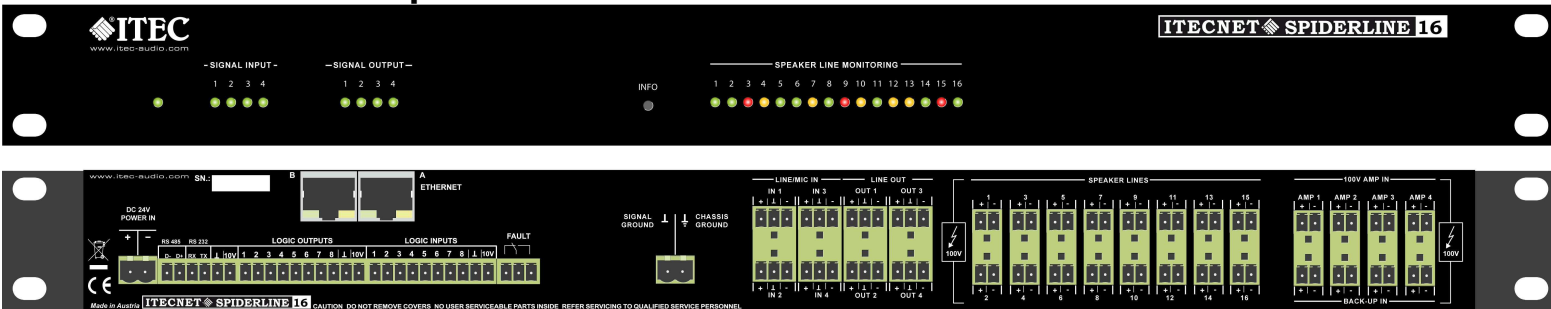 ITEC
www.itec-audio.com
ITECNET SPIDERLINE 16
- SIGNAL INPUT -
1 2 3 4
—SIGNAL OUTPUT—
1 2 3 4
INFO
SPEAKER LINE MONITORING
1 2 3 4 5 6 7 8 9 10 11 12 13 14 15 16
www.itec-audio.com
SN.:
B
A
ETHERNET
DC 24V
POWER IN
+ −
RS 485 RS 232
D- D+ RX TX ⊥ 10V
LOGIC OUTPUTS
1 2 3 4 5 6 7 8 ⊥ 10V
LOGIC INPUTS
1 2 3 4 5 6 7 8 ⊥ 10V
FAULT
SIGNAL
GROUND
CHASSIS
GROUND
LINE/MIC IN
IN 1 IN 3
+ ⊥ - + ⊥ -
+ ⊥ - + ⊥ -
IN 2 IN 4
LINE OUT
OUT 1 OUT 3
+ ⊥ - + ⊥ -
+ ⊥ - + ⊥ -
OUT 2 OUT 4
100V
SPEAKER LINES
1 3 5 7 9 11 13 15
+ - + - + - + - + - + - + - + -
+ - + - + - + - + - + - + - + -
2 4 6 8 10 12 14 16
100V AMP IN
AMP 1 AMP 2 AMP 3 AMP 4
+ - + - + - + -
+ - + - + - + -
BACK-UP IN
100V
CE
Made in Austria
ITECNET SPIDERLINE 16
CAUTION DO NOT REMOVE COVERS NO USER SERVICEABLE PARTS INSIDE REFER SERVICING TO QUALIFIED SERVICE PERSONNEL